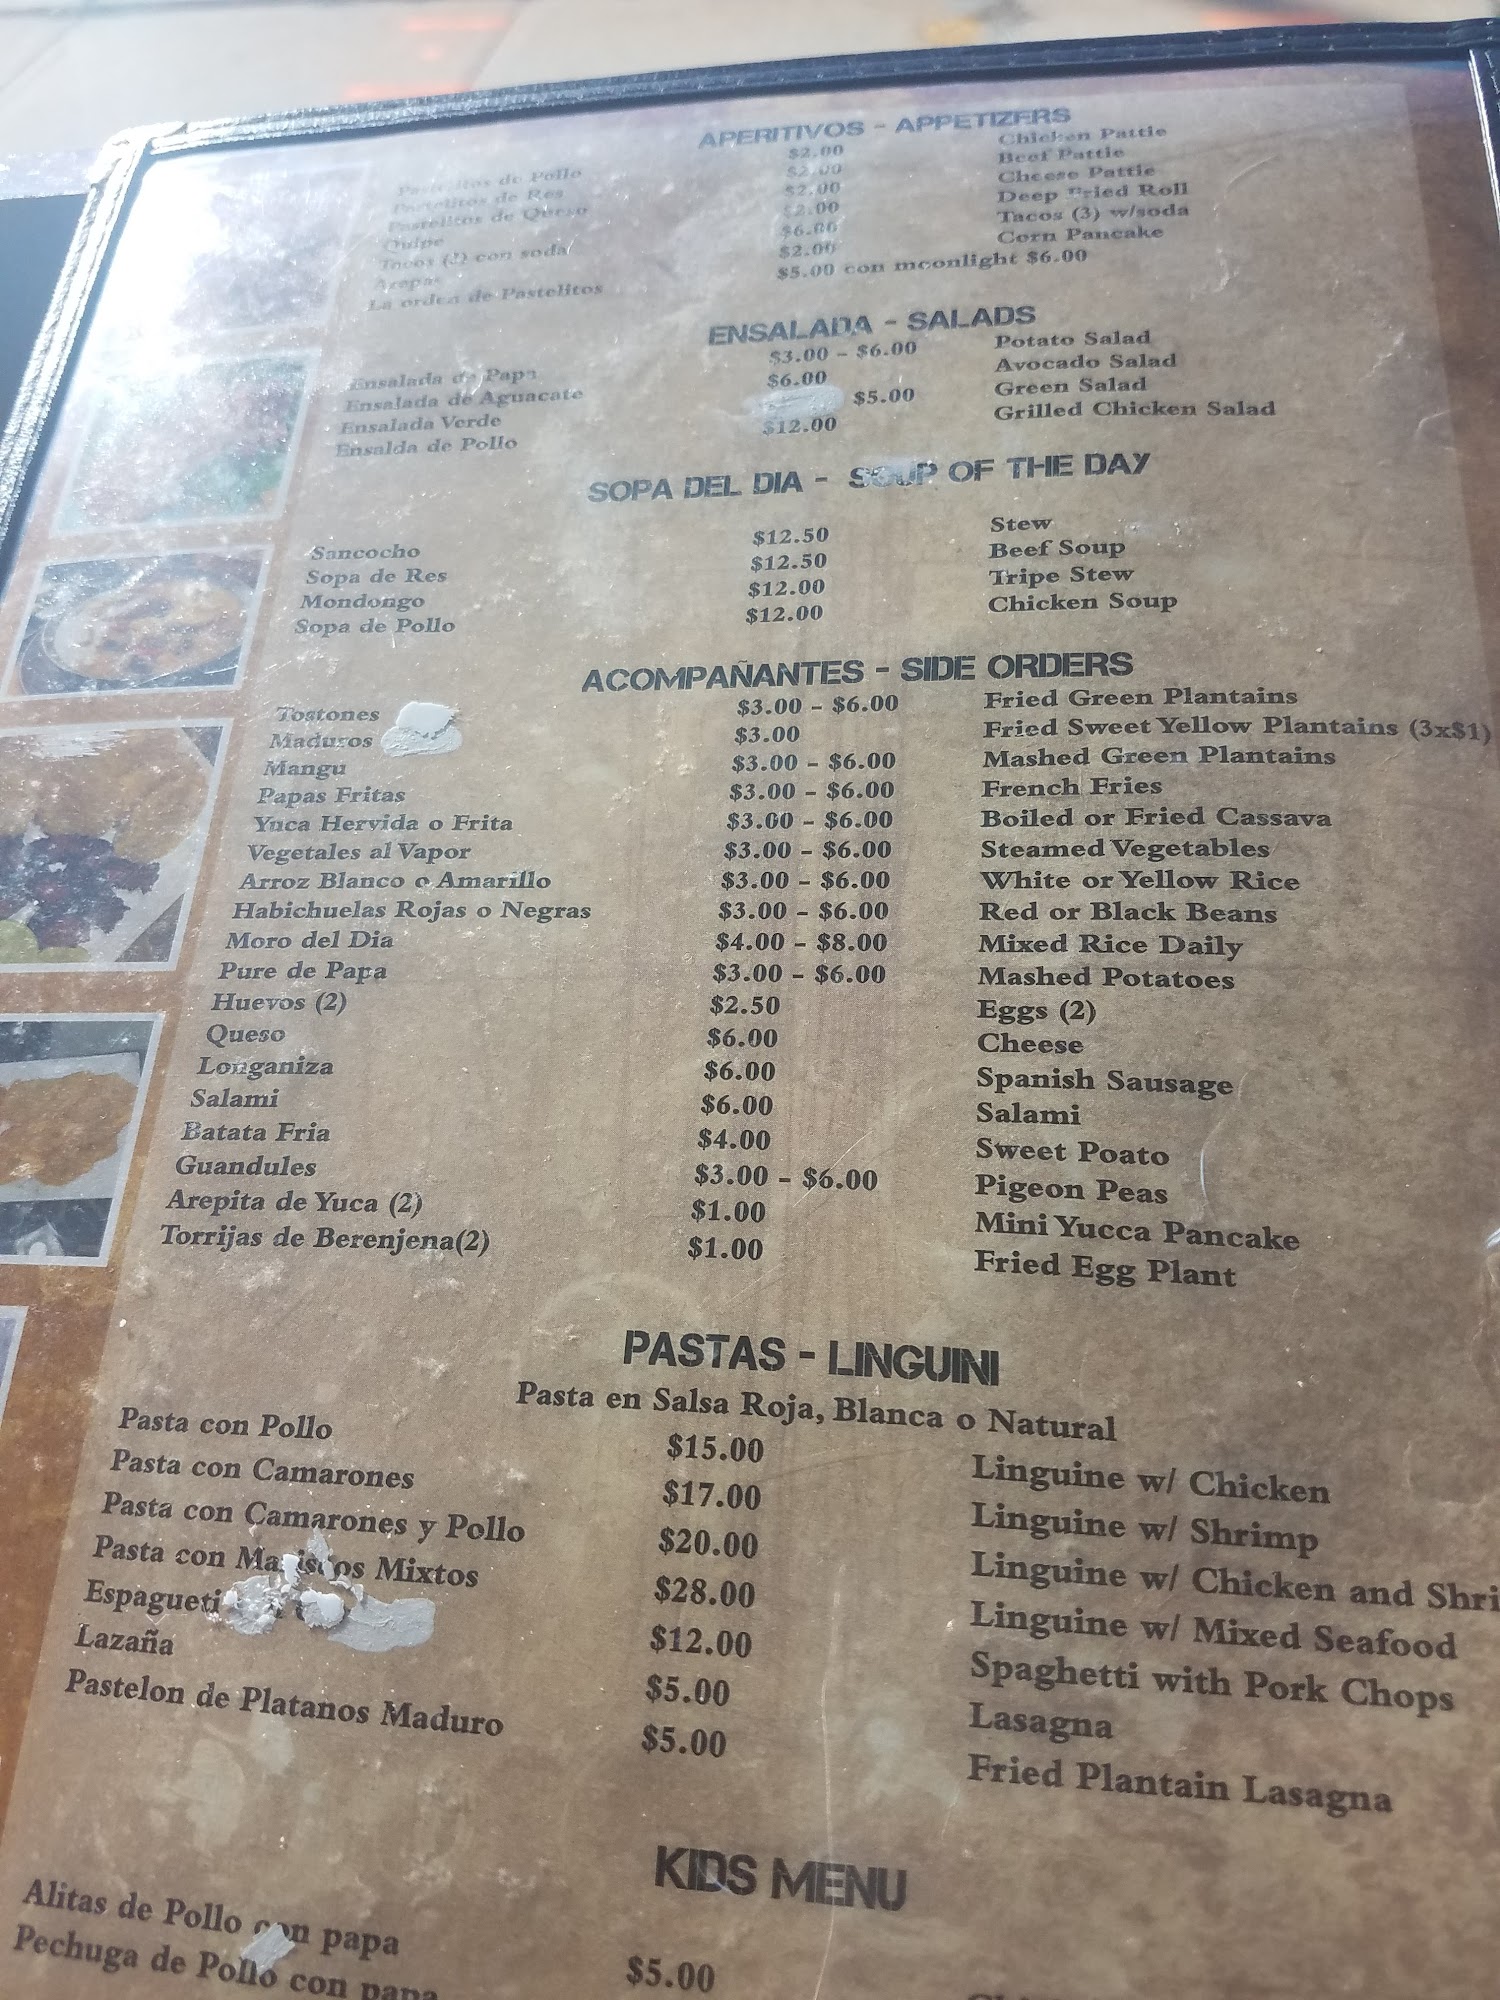 APERITIVOS - APPETIZERS
Pastelitos de Pollo $2.00 Chicken Pattie
Pastelitos de Res $2.00 Beef Pattie
Pastelitos de Queso $2.00 Cheese Pattie
Quipe $2.00 Deep Fried Roll
Tacos (3) con soda $6.00 Tacos (3) w/soda
Arepas $2.00 Corn Pancake
La orden de Pastelitos $5.00 con moonlight $6.00
ENSALADA - SALADS
Ensalada de Papa $3.00 - $6.00 Potato Salad
Ensalada de Aguacate $6.00 Avocado Salad
Ensalada Verde $5.00 Green Salad
Ensalda de Pollo $12.00 Grilled Chicken Salad
SOPA DEL DIA - SOUP OF THE DAY
Sancocho $12.50 Stew
Sopa de Res $12.50 Beef Soup
Mondongo $12.00 Tripe Stew
Sopa de Pollo $12.00 Chicken Soup
ACOMPAÑANTES - SIDE ORDERS
Tostones $3.00 - $6.00 Fried Green Plantains
Maduros $3.00 Fried Sweet Yellow Plantains (3x$1)
Mangu $3.00 - $6.00 Mashed Green Plantains
Papas Fritas $3.00 - $6.00 French Fries
Yuca Hervida o Frita $3.00 - $6.00 Boiled or Fried Cassava
Vegetales al Vapor $3.00 - $6.00 Steamed Vegetables
Arroz Blanco o Amarillo $3.00 - $6.00 White or Yellow Rice
Habichuelas Rojas o Negras $3.00 - $6.00 Red or Black Beans
Moro del Dia $4.00 - $8.00 Mixed Rice Daily
Pure de Papa $3.00 - $6.00 Mashed Potatoes
Huevos (2) $2.50 Eggs (2)
Queso $6.00 Cheese
Longaniza $6.00 Spanish Sausage
Salami $6.00 Salami
Batata Fria $4.00 Sweet Poato
Guandules $3.00 - $6.00 Pigeon Peas
Arepita de Yuca (2) $1.00 Mini Yucca Pancake
Torrijas de Berenjena(2) $1.00 Fried Egg Plant
PASTAS - LINGUINI
Pasta en Salsa Roja, Blanca o Natural
Pasta con Pollo $15.00 Linguine w/ Chicken
Pasta con Camarones $17.00 Linguine w/ Shrimp
Pasta con Camarones y Pollo $20.00 Linguine w/ Chicken and Shri
Pasta con Mariscos Mixtos $28.00 Linguine w/ Mixed Seafood
Espagueti $12.00 Spaghetti with Pork Chops
Lazaña $5.00 Lasagna
Pastelon de Platanos Maduro $5.00 Fried Plantain Lasagna
KIDS MENU
Alitas de Pollo con papa $5.00
Pechuga de Pollo con papa